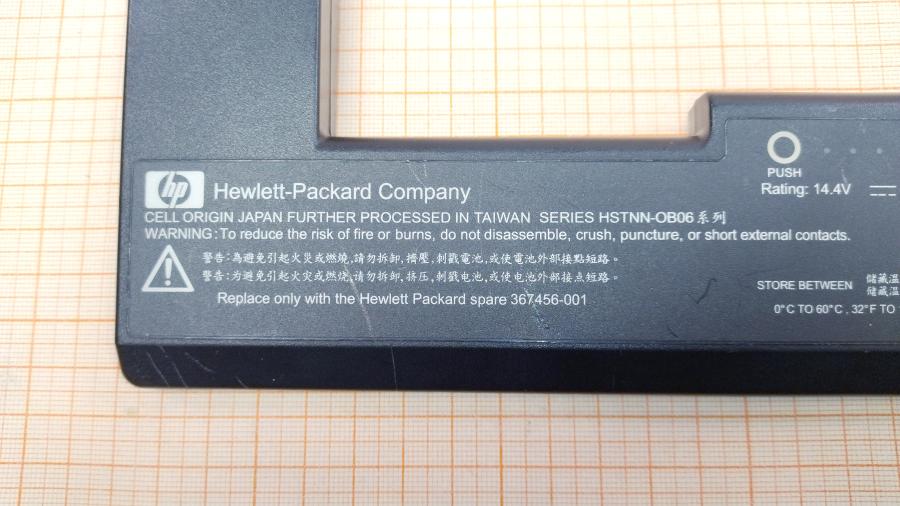 hp Hewlett-Packard Company
CELL ORIGIN JAPAN FURTHER PROCESSED IN TAIWAN SERIES HSTNN-OB06 系列
WARNING: To reduce the risk of fire or burns, do not disassemble, crush, puncture, or short external contacts.
警告:為避免引起火災或燃燒,請勿拆卸,擠壓,刺戳電池,或使電池外部接點短路。
警告:为避免引起火灾或燃烧,请勿拆卸,挤压,刺戳电池,或使电池外部接点短路。
Replace only with the Hewlett Packard spare 367456-001
PUSH
Rating: 14.4V
STORE BETWEEN
儲藏溫
储藏温
0°C TO 60°C , 32°F TO